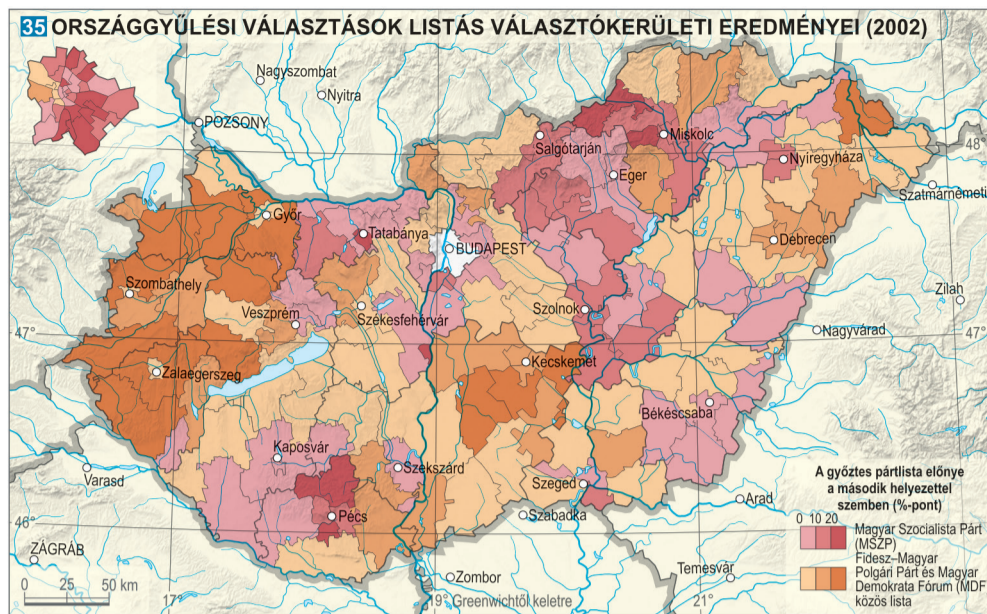 35 ORSZÁGGYŰLÉSI VÁLASZTÁSOK LISTÁS VÁLASZTÓKERÜLETI EREDMÉNYEI (2002)
Nagyszombat
Nyitra
POZSONY
Salgótarján
Miskolc
48°
Nyíregyháza
Eger
Szatmárnémeti
Győr
Tatabánya
BUDAPEST
Debrecen
Szombathely
Veszprém
Székesfehérvár
Szolnok
Zilah
47°
Nagyvárad
47°
Zalaegerszeg
Kecskemét
Békéscsaba
Kaposvár
Szekszárd
Varasd
Szeged
Pécs
Szabadka
Arad
46°
46°
ZÁGRÁB
Zombor
Temesvár
0 25 50 km
17°
19° Greenwichtől keletre
21°
A győztes pártlista előnye
a második helyezettel
szemben (%-pont)
0 10 20
Magyar Szocialista Párt
(MSZP)
Fidesz–Magyar
Polgári Párt és Magyar
Demokrata Fórum (MDF)
közös lista